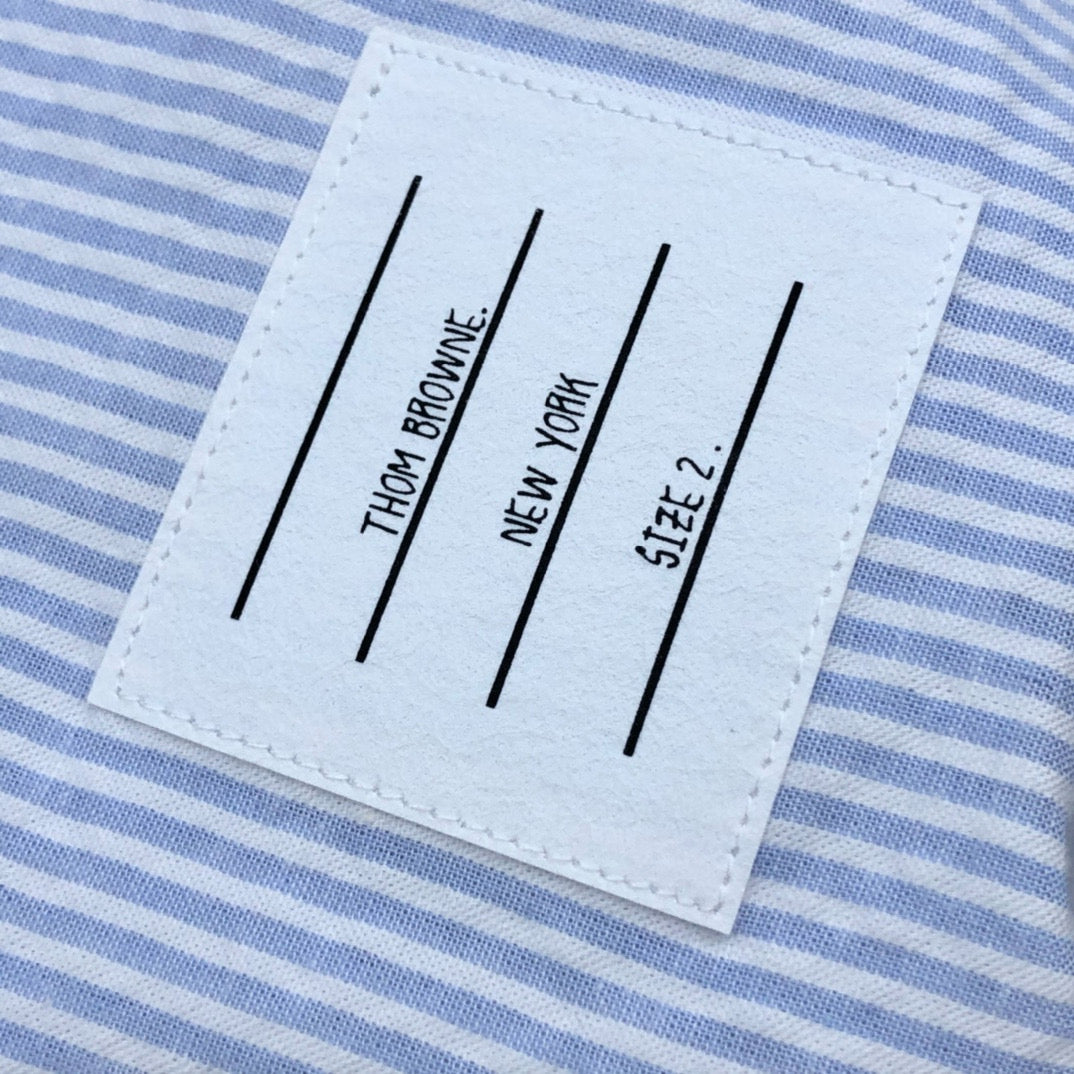 THOM BROWNE.
NEW YORK
SIZE 2.